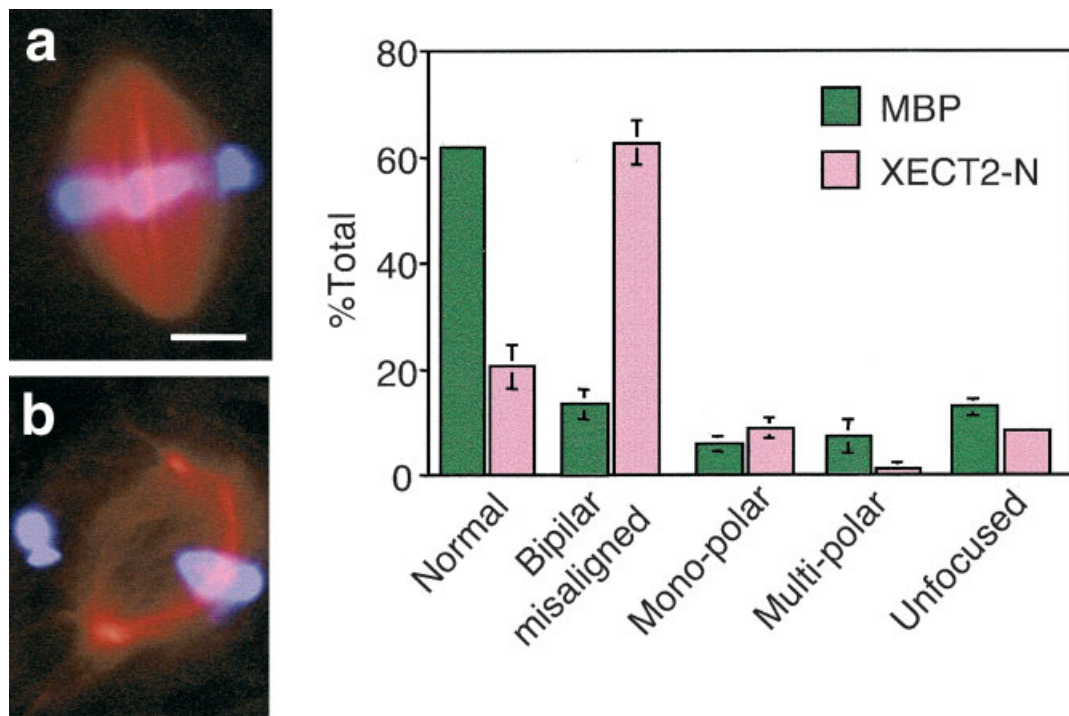 a
b
80
60
40
20
0
%Total
MBP
XECT2-N
Normal
Bipilar
misaligned
Mono-polar
Multi-polar
Unfocused